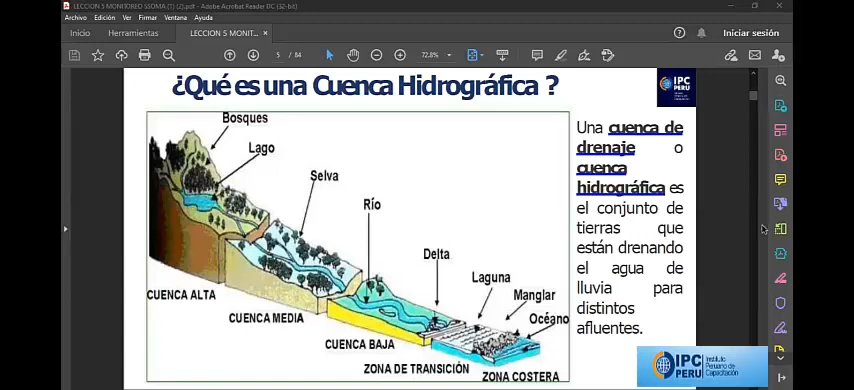 LECCION 5 MONITOREO SSOMA (1) (2).pdf - Adobe Acrobat Reader DC (32-bit)
Archivo Edición Ver Firmar Ventana Ayuda
Inicio Herramientas LECCION 5 MONIT... × Iniciar sesión
5 / 84 72.8%
¿Qué es una Cuenca Hidrográfica ?
IPC
PERU
Bosques
Lago
Selva
Río
Delta
Laguna
Manglar
Océano
CUENCA ALTA
CUENCA MEDIA
CUENCA BAJA
ZONA DE TRANSICIÓN
ZONA COSTERA
Una cuenca de
drenaje o
cuenca
hidrográfica es
el conjunto de
tierras que
están drenando
el agua de
lluvia para
distintos
afluentes.
IPC
PERU
Instituto
Peruano de
Capacitación